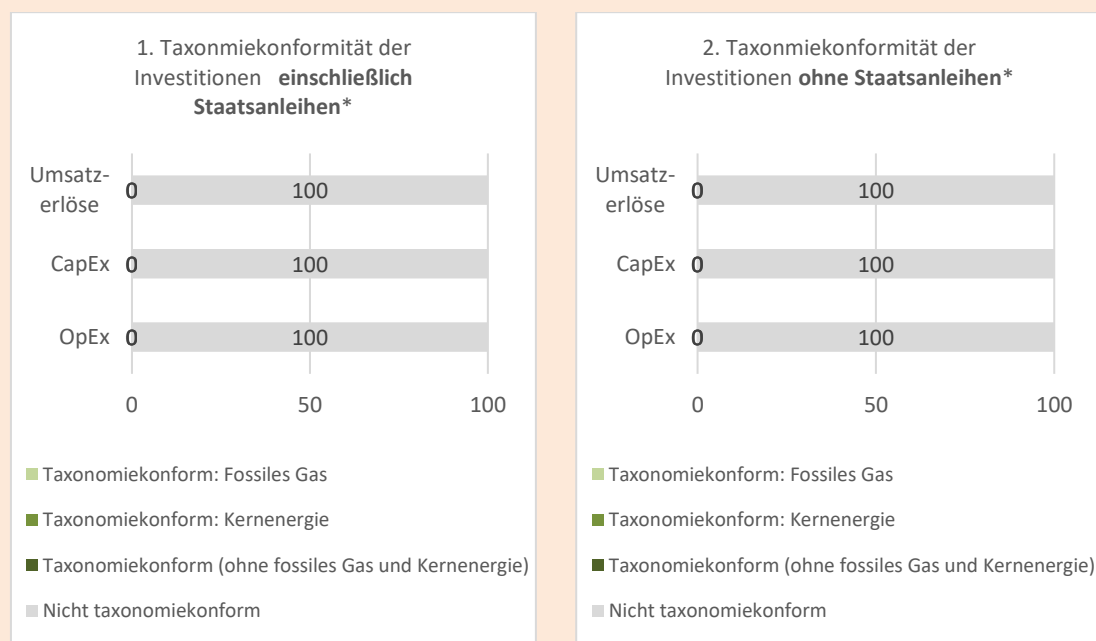 1. Taxonmiekonformität der
Investitionen einschließlich
Staatsanleihen*
Umsatz-
erlöse
0 100
CapEx 0 100
OpEx 0 100
0 50 100
Taxonomiekonform: Fossiles Gas
Taxonomiekonform: Kernenergie
Taxonomiekonform (ohne fossiles Gas und Kernenergie)
Nicht taxonomiekonform
2. Taxonmiekonformität der
Investitionen ohne Staatsanleihen*
Umsatz-
erlöse
0 100
CapEx 0 100
OpEx 0 100
0 50 100
Taxonomiekonform: Fossiles Gas
Taxonomiekonform: Kernenergie
Taxonomiekonform (ohne fossiles Gas und Kernenergie)
Nicht taxonomiekonform